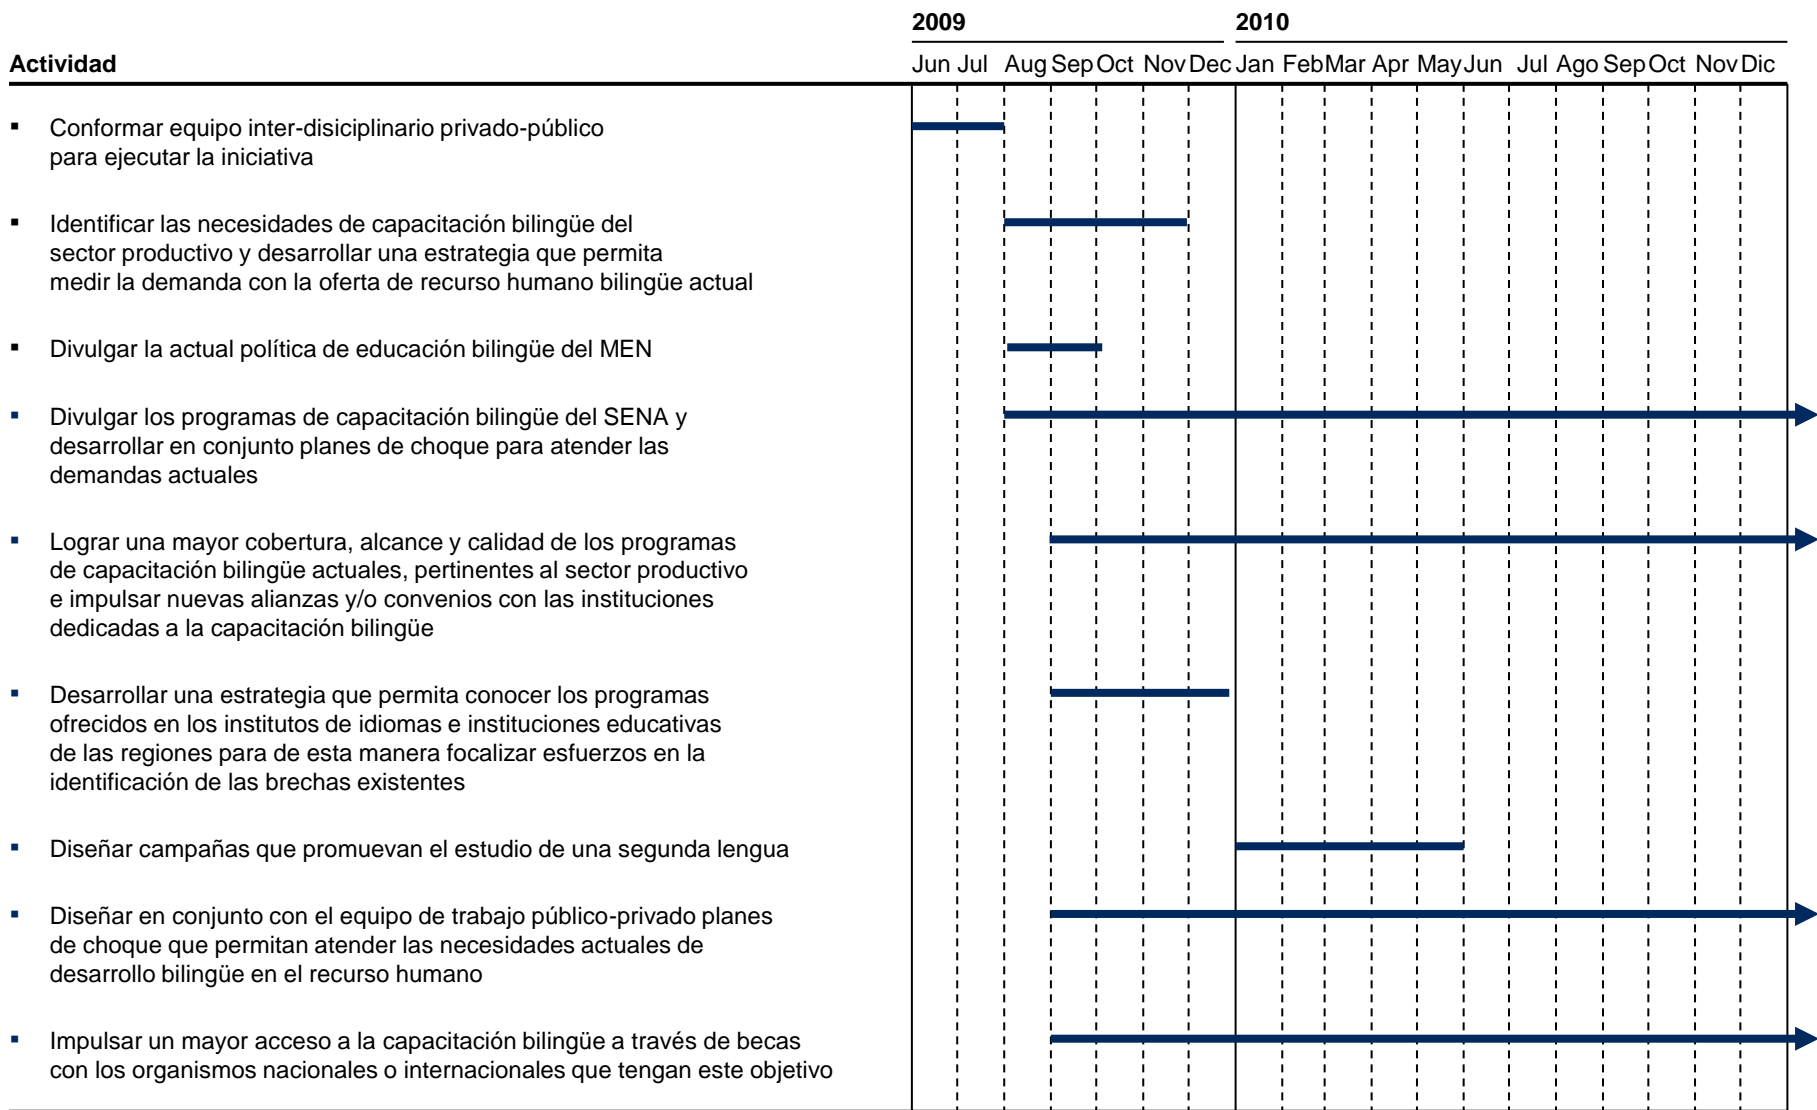 2009 2010
Actividad Jun Jul Aug Sep Oct Nov Dec Jan Feb Mar Apr May Jun Jul Ago Sep Oct Nov Dic
▪ Conformar equipo inter-disiciplinario privado-público
para ejecutar la iniciativa
▪ Identificar las necesidades de capacitación bilingüe del
sector productivo y desarrollar una estrategia que permita
medir la demanda con la oferta de recurso humano bilingüe actual
▪ Divulgar la actual política de educación bilingüe del MEN
▪ Divulgar los programas de capacitación bilingüe del SENA y
desarrollar en conjunto planes de choque para atender las
demandas actuales
▪ Lograr una mayor cobertura, alcance y calidad de los programas
de capacitación bilingüe actuales, pertinentes al sector productivo
e impulsar nuevas alianzas y/o convenios con las instituciones
dedicadas a la capacitación bilingüe
▪ Desarrollar una estrategia que permita conocer los programas
ofrecidos en los institutos de idiomas e instituciones educativas
de las regiones para de esta manera focalizar esfuerzos en la
identificación de las brechas existentes
▪ Diseñar campañas que promuevan el estudio de una segunda lengua
▪ Diseñar en conjunto con el equipo de trabajo público-privado planes
de choque que permitan atender las necesidades actuales de
desarrollo bilingüe en el recurso humano
▪ Impulsar un mayor acceso a la capacitación bilingüe a través de becas
con los organismos nacionales o internacionales que tengan este objetivo